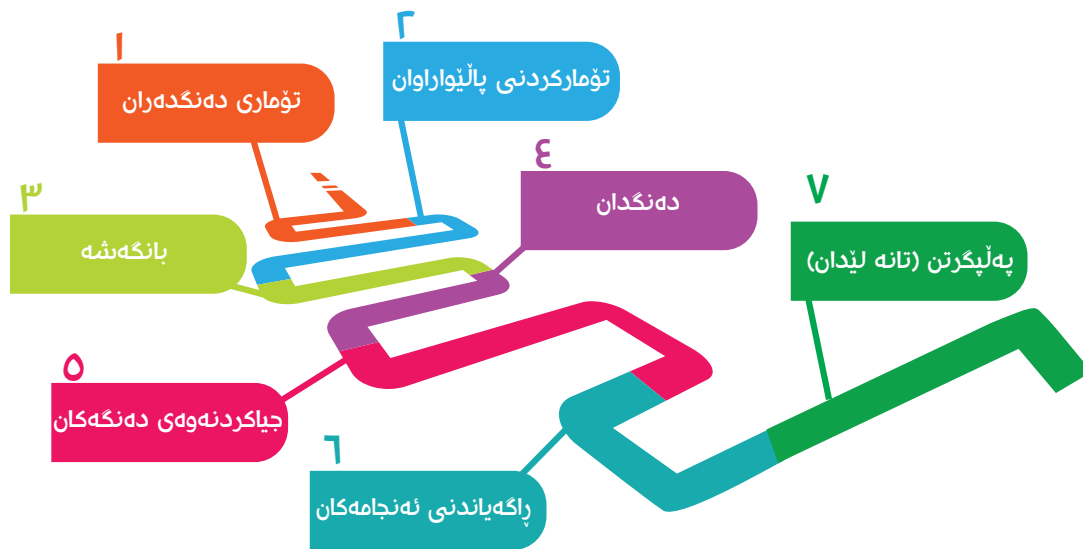 ١
تۆماری دەنگدەران
٢
تۆمارکردنی پاڵێواراوان
٣
بانگەشە
٤
دەنگدان
٥
جیاکردنەوەی دەنگەکان
٦
ڕاگەیاندنی ئەنجامەکان
٧
پەڵپگرتن (تانە لێدان)